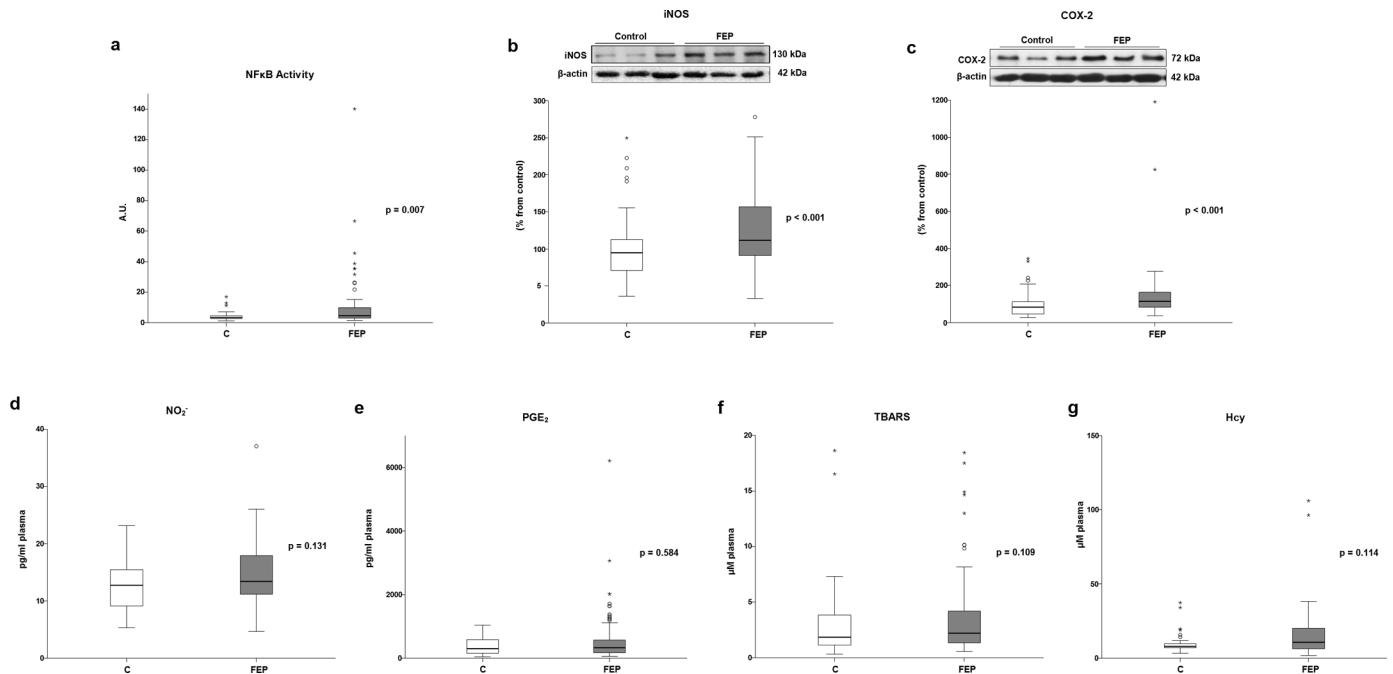 a
NFκB Activity
140
120
100
80
60
40
20
0
A.U.
p = 0.007
C FEP
b
iNOS
Control FEP
iNOS 130 kDa
β-actin 42 kDa
300
250
200
150
100
5
0
(% from control)
p < 0.001
C FEP
c
COX-2
Control FEP
COX-2 72 kDa
β-actin 42 kDa
1200
1000
800
600
400
200
0
(% from control)
p < 0.001
C FEP
d
NO₂⁻
40
30
20
10
0
pg/ml plasma
p = 0.131
C FEP
e
PGE₂
6000
4000
2000
0
pg/ml plasma
p = 0.584
C FEP
f
TBARS
20
15
10
5
0
µM plasma
p = 0.109
C FEP
g
Hcy
150
100
50
0
µM plasma
p = 0.114
C FEP